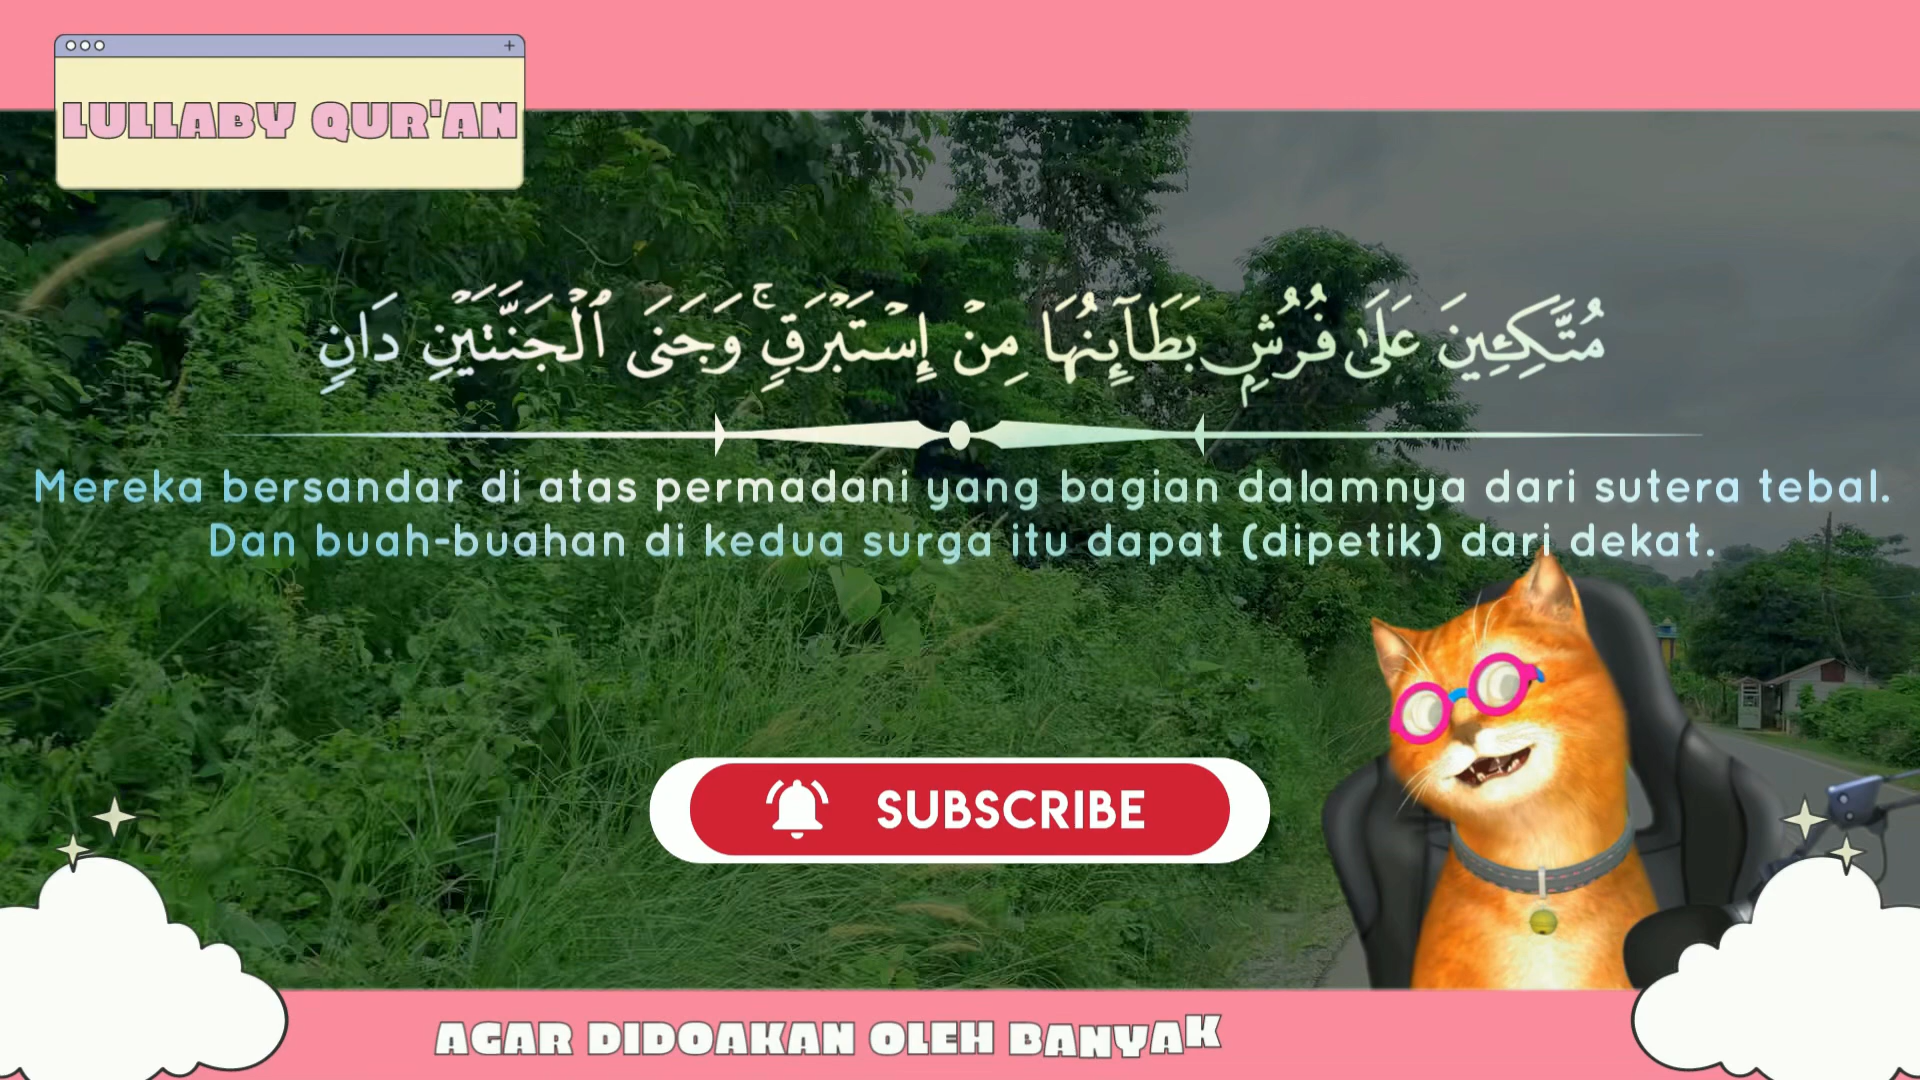 LULLABY QUR'AN
مُتَّكِـِٔينَ عَلَىٰ فُرُشٍۭ بَطَآئِنُهَا مِنْ إِسْتَبْرَقٍۚ وَجَنَى ٱلْجَنَّتَيْنِ دَانٍ
Mereka bersandar di atas permadani yang bagian dalamnya dari sutera tebal.
Dan buah-buahan di kedua surga itu dapat (dipetik) dari dekat.
SUBSCRIBE
AGAR DIDOAKAN OLEH BANYAK